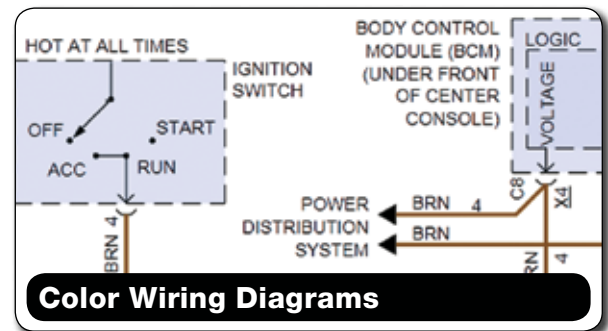 HOT AT ALL TIMES
IGNITION
SWITCH
OFF
START
ACC
RUN
BRN 4
BODY CONTROL
MODULE (BCM)
(UNDER FRONT
OF CENTER
CONSOLE)
LOGIC
VOLTAGE
C8
X4
POWER
DISTRIBUTION
SYSTEM
BRN 4
BRN
RN 4
Color Wiring Diagrams